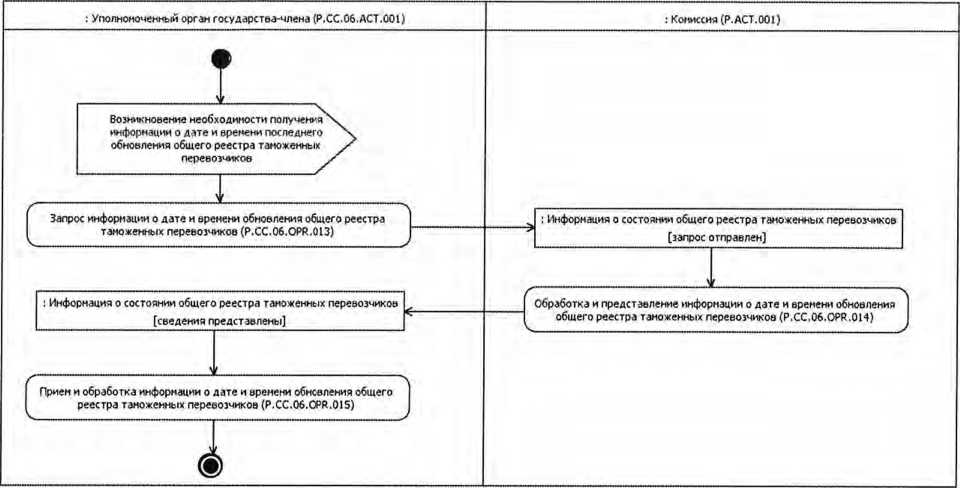 : Уполномоченный орган государства-члена (P.CC.06.ACT.001)
: Комиссия (P.ACT.001)
Возникновение необходимости получения
информации о дате и времени последнего
обновления общего реестра таможенных
перевозчиков
Запрос информации о дате и времени обновления общего реестра
таможенных перевозчиков (P.CC.06.OPR.013)
: Информация о состоянии общего реестра таможенных перевозчиков
[запрос отправлен]
Обработка и представление информации о дате и времени обновления
общего реестра таможенных перевозчиков (P.CC.06.OPR.014)
: Информация о состоянии общего реестра таможенных перевозчиков
[сведения представлены]
Прием и обработка информации о дате и времени обновления общего
реестра таможенных перевозчиков (P.CC.06.OPR.015)